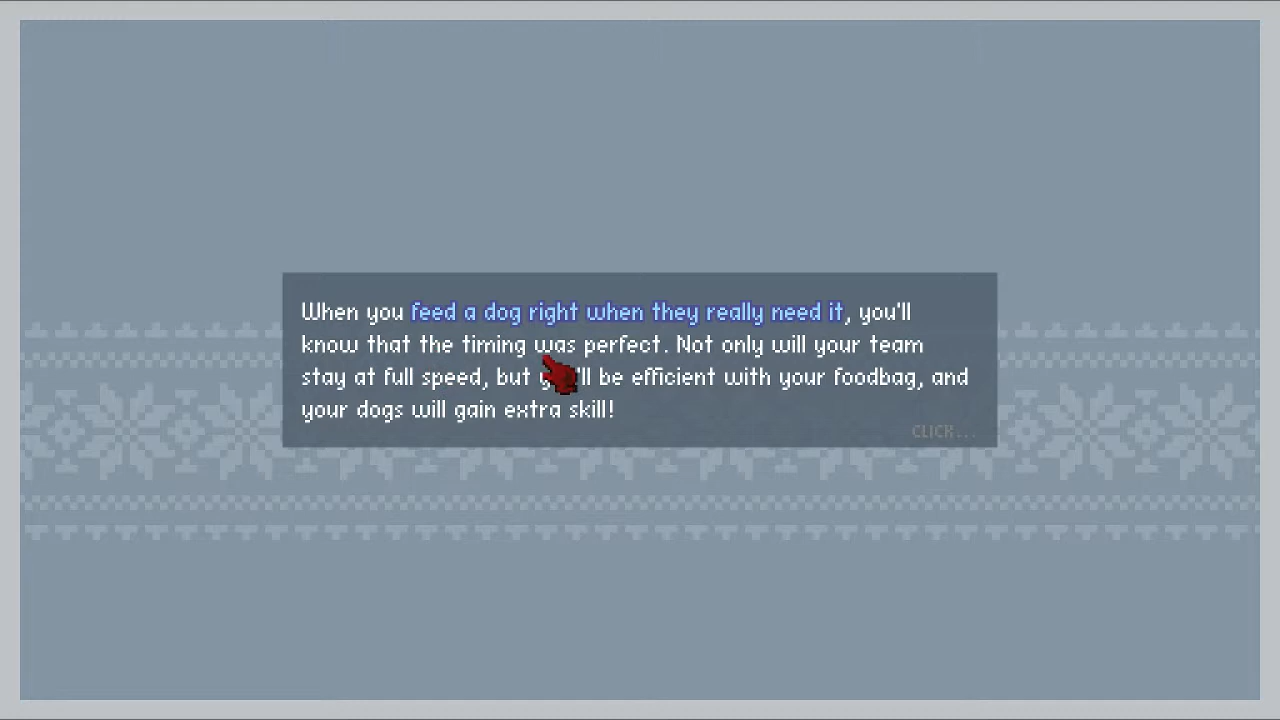 When you feed a dog right when they really need it, you'll
know that the timing was perfect. Not only will your team
stay at full speed, but you'll be efficient with your foodbag, and
your dogs will gain extra skill!
CLICK...